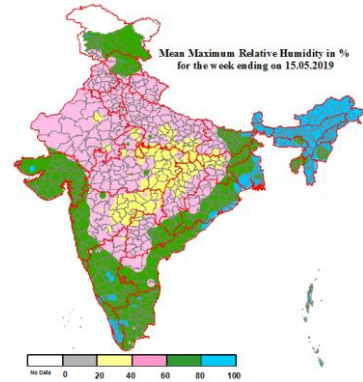 Mean Maximum Relative Humidity in %
for the week ending on 15.05.2019
No Data 0 20 40 60 80 100